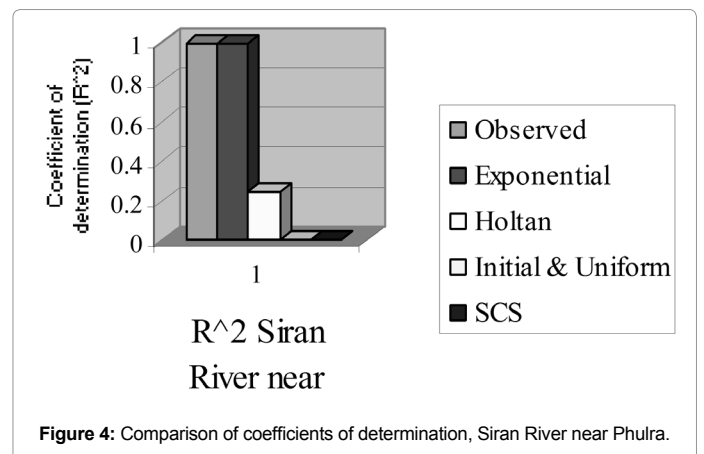 Coefficient of
determination (R^2)
1
0.8
0.6
0.4
0.2
0
1
R^2 Siran
River near
Observed
Exponential
Holtan
Initial & Uniform
SCS
Figure 4: Comparison of coefficients of determination, Siran River near Phulra.